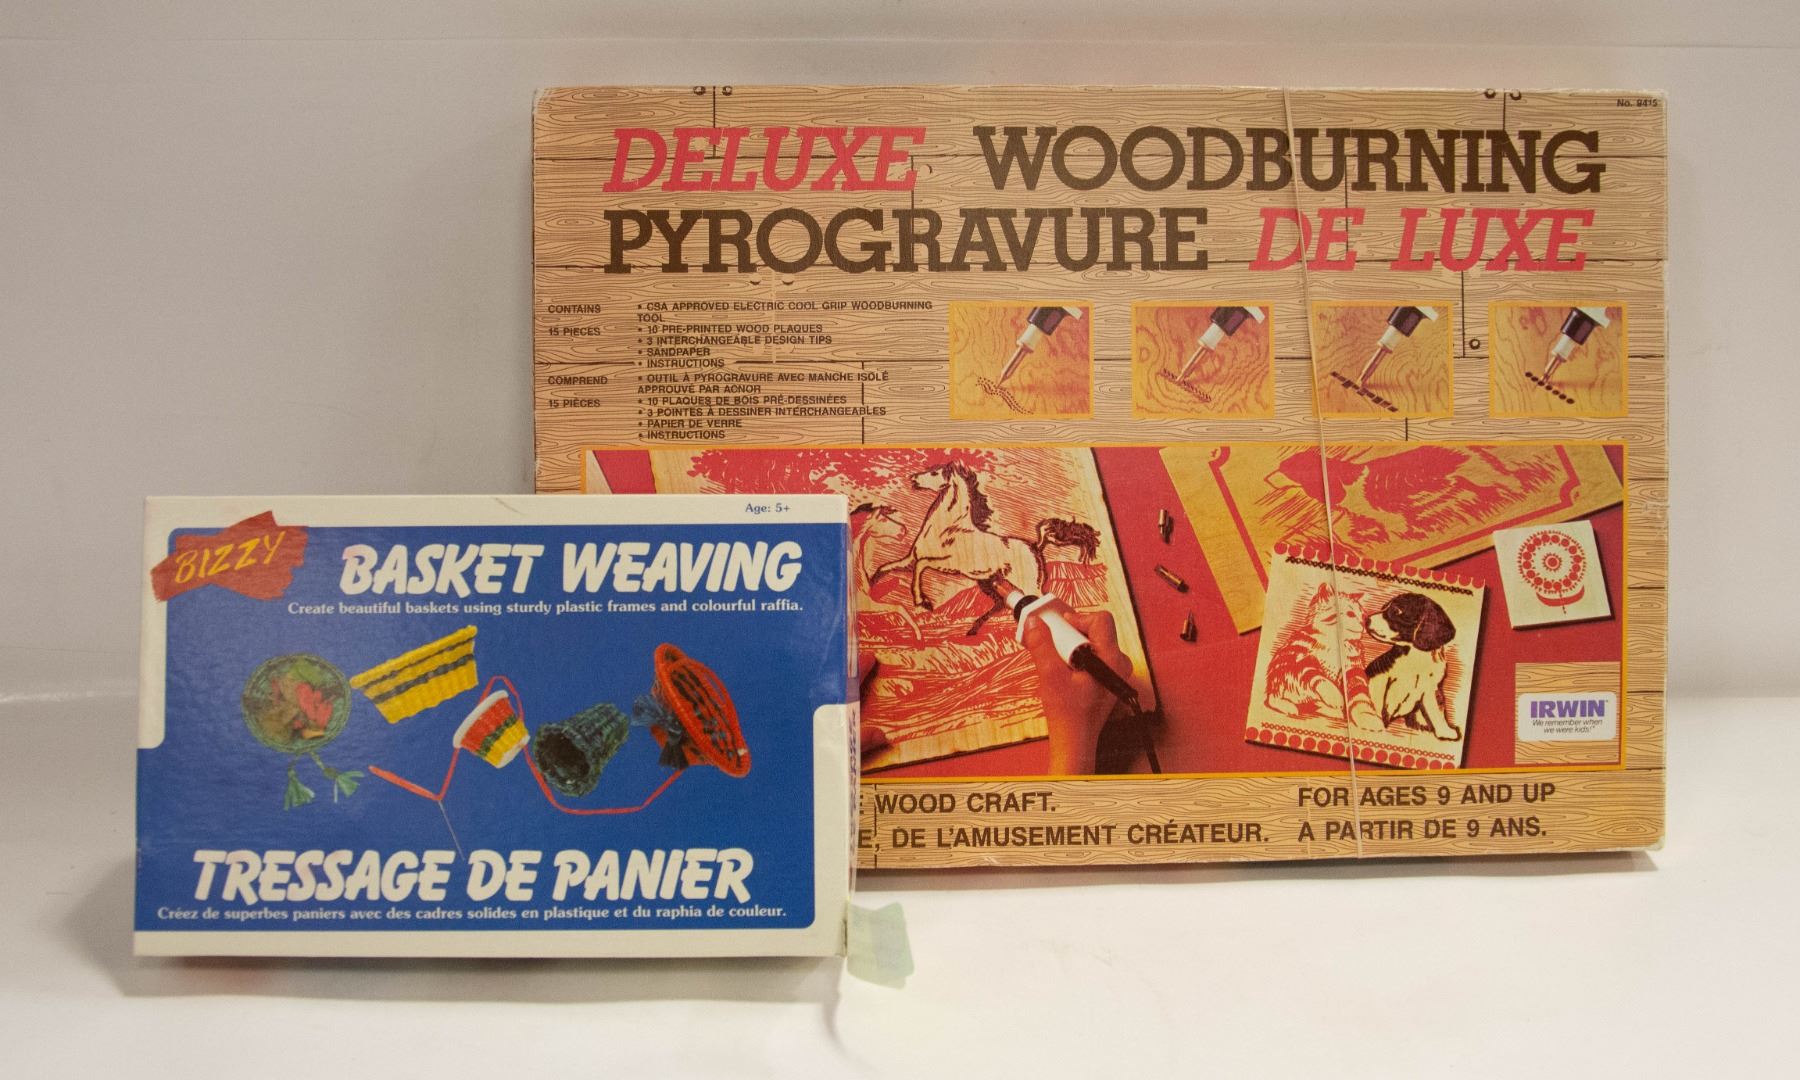 No. 9415
DELUXE WOODBURNING
PYROGRAVURE DE LUXE
CONTAINS
15 PIECES
• CSA APPROVED ELECTRIC COOL GRIP WOODBURNING
TOOL
• 10 PRE-PRINTED WOOD PLAQUES
• 3 INTERCHANGEABLE DESIGN TIPS
• SANDPAPER
• INSTRUCTIONS
COMPREND
15 PIÈCES
• OUTIL À PYROGRAVURE AVEC MANCHE ISOLÉ
APPROUVÉ PAR ACNOR
• 10 PLAQUES DE BOIS PRÉ-DESSINÉES
• 3 POINTES À DESSINER INTERCHANGEABLES
• PAPIER DE VERRE
• INSTRUCTIONS
IRWIN
We remember when
we were kids!
WOOD CRAFT.
FOR AGES 9 AND UP
E, DE L'AMUSEMENT CRÉATEUR.
A PARTIR DE 9 ANS.
Age: 5+
BIZZY
BASKET WEAVING
Create beautiful baskets using sturdy plastic frames and colourful raffia.
TRESSAGE DE PANIER
Créez de superbes paniers avec des cadres solides en plastique et du raphia de couleur.